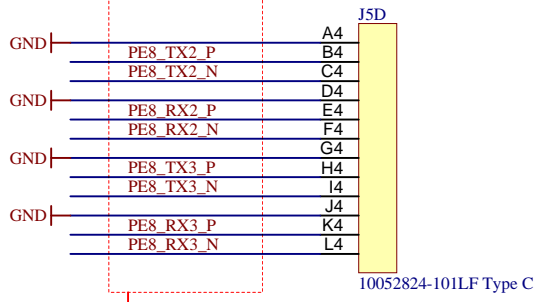 J5D
A4
GND
PE8_TX2_P
B4
PE8_TX2_N
C4
D4
GND
PE8_RX2_P
E4
PE8_RX2_N
F4
G4
GND
PE8_TX3_P
H4
PE8_TX3_N
I4
J4
GND
PE8_RX3_P
K4
PE8_RX3_N
L4
10052824-101LF Type C